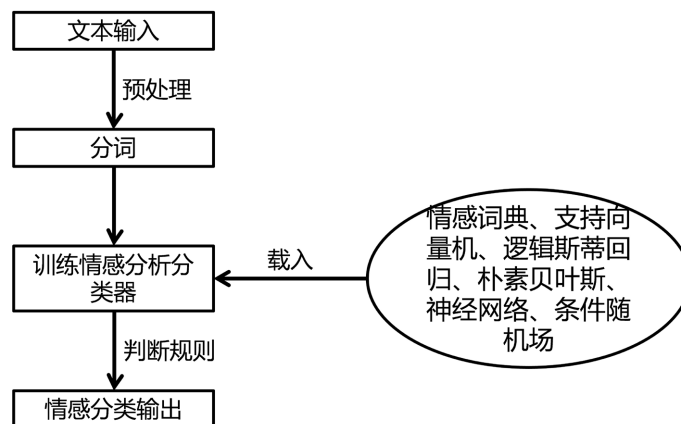 文本输入
预处理
分词
训练情感分析分
类器
载入
情感词典、支持向
量机、逻辑斯蒂回
归、朴素贝叶斯、
神经网络、条件随
机场
判断规则
情感分类输出